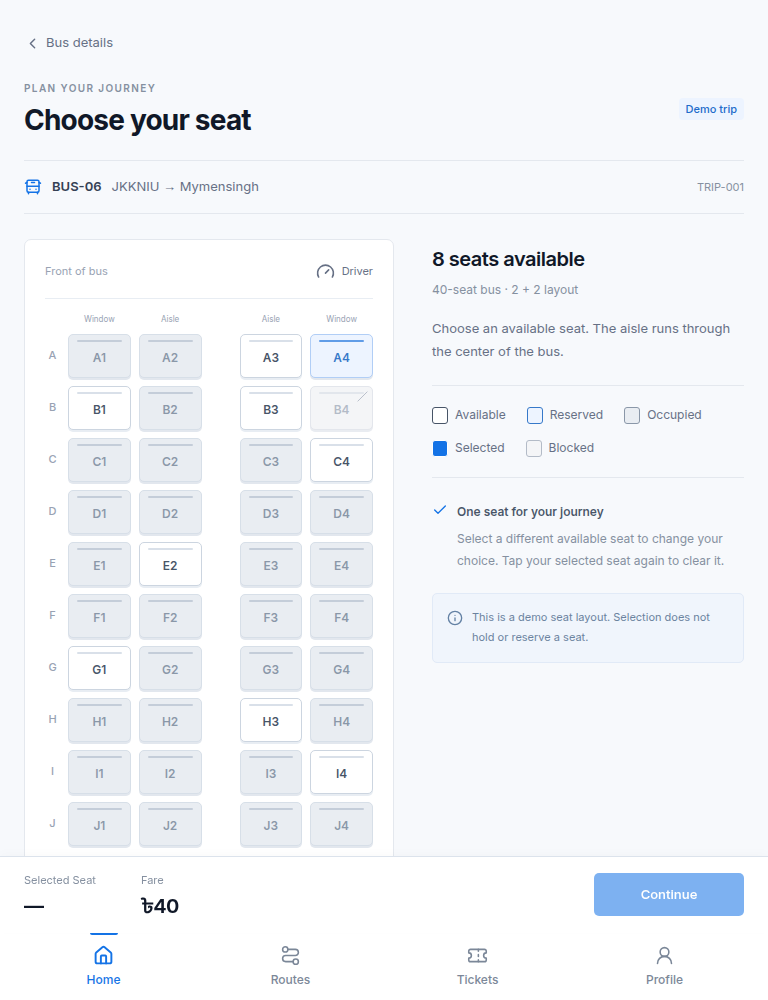 Bus details
PLAN YOUR JOURNEY
Choose your seat
Demo trip
BUS-06 JKKNIU → Mymensingh
TRIP-001
Front of bus
Driver
Window Aisle Aisle Window
A A1 A2 A3 A4
B B1 B2 B3 B4
C C1 C2 C3 C4
D D1 D2 D3 D4
E E1 E2 E3 E4
F F1 F2 F3 F4
G G1 G2 G3 G4
H H1 H2 H3 H4
I I1 I2 I3 I4
J J1 J2 J3 J4
8 seats available
40-seat bus · 2 + 2 layout
Choose an available seat. The aisle runs through
the center of the bus.
Available Reserved Occupied
Selected Blocked
One seat for your journey
Select a different available seat to change your
choice. Tap your selected seat again to clear it.
This is a demo seat layout. Selection does not
hold or reserve a seat.
Selected Seat
—
Fare
৳40
Continue
Home Routes Tickets Profile